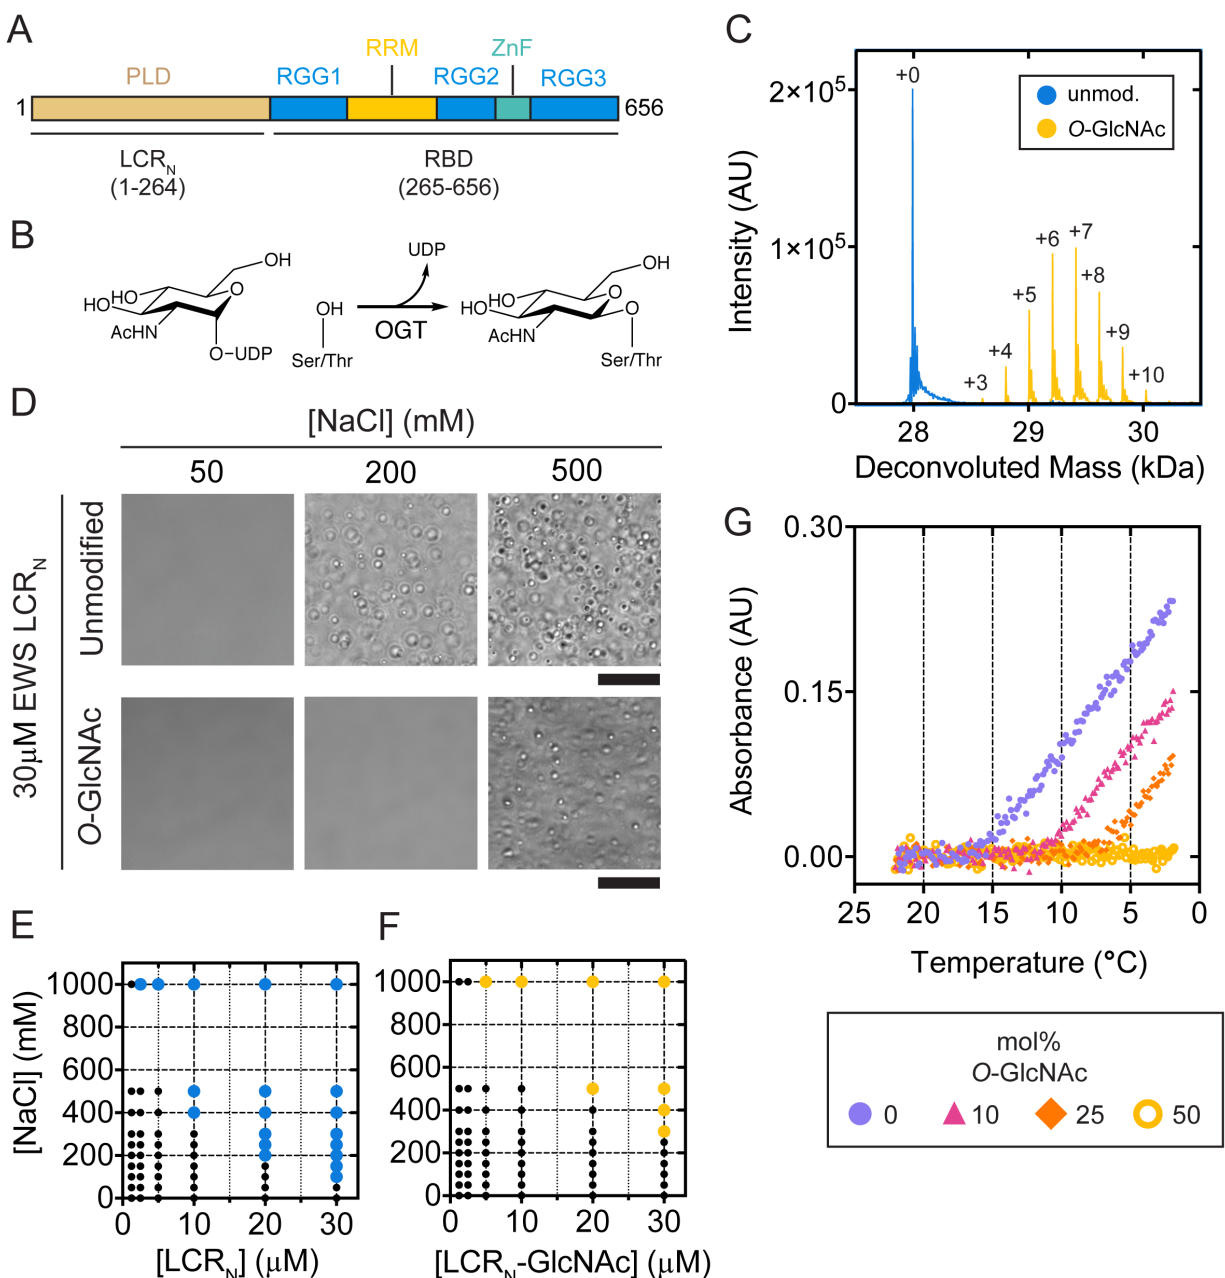 A
RRM
ZnF
PLD
RGG1
RGG2
RGG3
1
656
LCRN
(1-264)
RBD
(265-656)
B
OH
O
HO
HO
AcHN
O-UDP
OH
Ser/Thr
UDP
OGT
OH
O
HO
HO
AcHN
O
Ser/Thr
C
Intensity (AU)
2×10⁵
1×10⁵
0
+0
+3
+4
+5
+6
+7
+8
+9
+10
unmod.
O-GlcNAc
28
29
30
Deconvoluted Mass (kDa)
D
[NaCl] (mM)
50
200
500
30μM EWS LCRN
Unmodified
O-GlcNAc
E
[NaCl] (mM)
1000
800
600
400
200
0
0
10
20
30
[LCRN] (μM)
F
1000
800
600
400
200
0
0
10
20
30
[LCRN-GlcNAc] (μM)
G
Absorbance (AU)
0.30
0.15
0.00
25
20
15
10
5
0
Temperature (°C)
mol%
O-GlcNAc
0
10
25
50